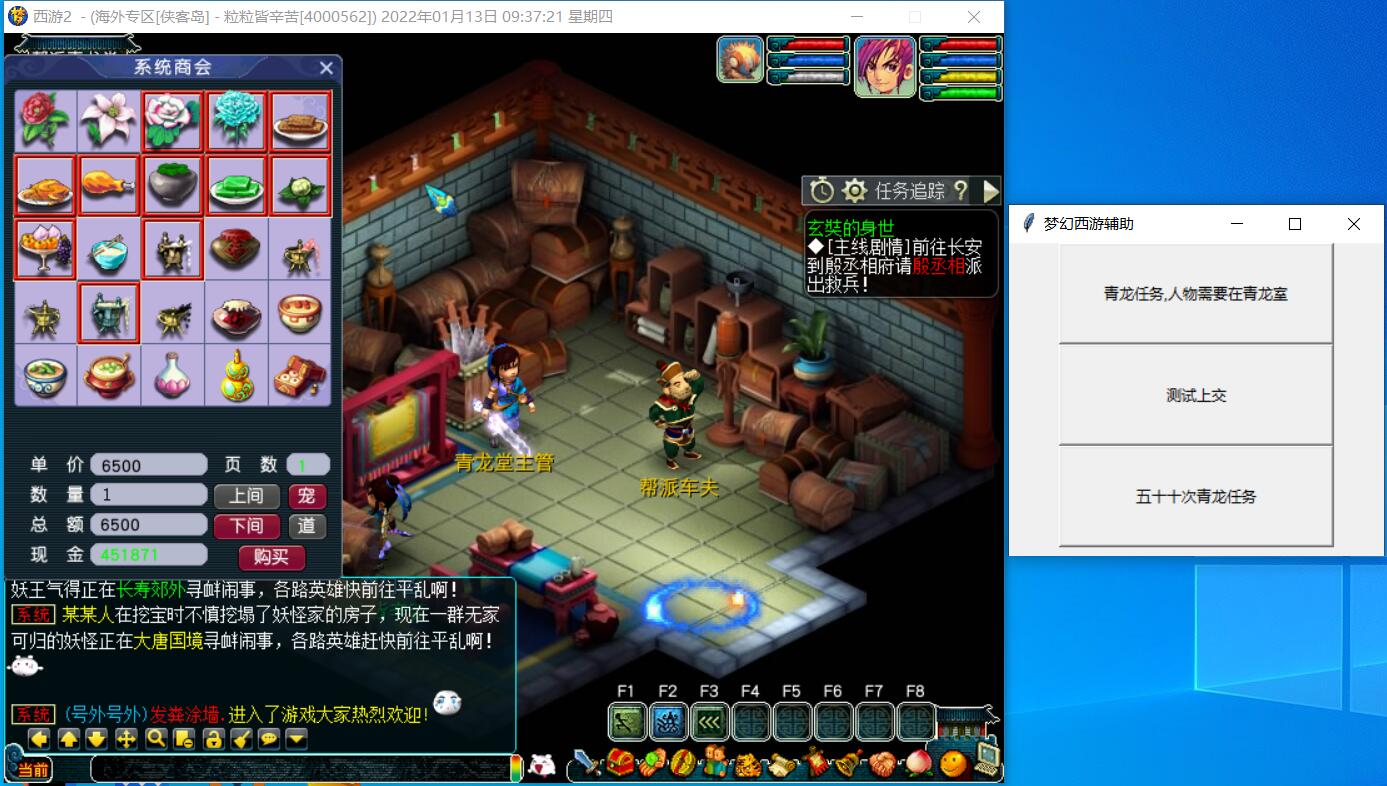 西游2 - (海外专区[侠客岛] - 粒粒皆辛苦[4000562]) 2022年01月13日 09:37:21 星期四
系统商会
单价 6500 页数 1
数量 1 上间 宠
总额 6500 下间 道
现金 451871 购买
任务追踪 ?
玄奘的身世
◆[主线剧情]前往长安
到殷丞相府请殷丞相派
出救兵!
青龙堂主管
帮派车夫
妖王气得正在长寿郊外寻衅闹事，各路英雄快前往平乱啊!
系统 某某人在挖宝时不慎挖塌了妖怪家的房子，现在一群无家
可归的妖怪正在大唐国境寻衅闹事，各路英雄赶快前往平乱啊!
系统 (号外号外)发粪涂墙.进入了游戏大家热烈欢迎!
当前
F1 F2 F3 F4 F5 F6 F7 F8
梦幻西游辅助
青龙任务,人物需要在青龙室
测试上交
五十十次青龙任务